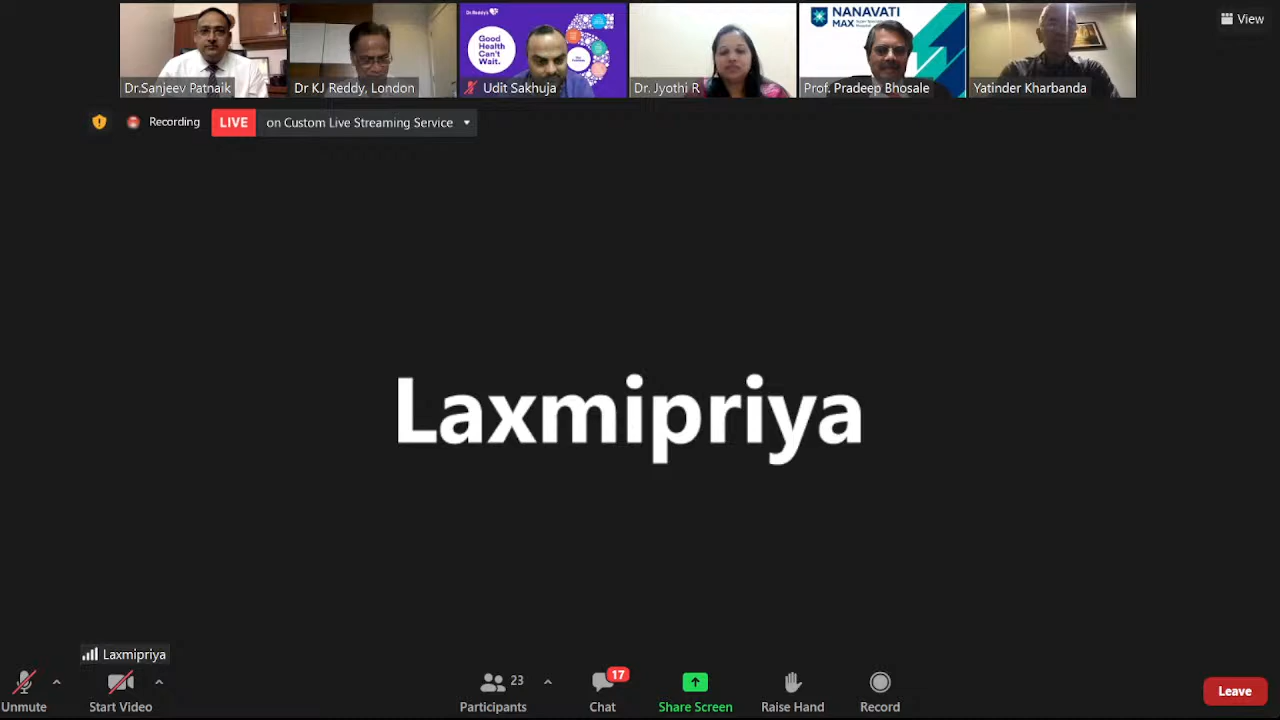 Dr.Reddy's
Good
Health
Can't
Wait.
NANAVATI
MAX
Dr.Sanjeev Patnaik
Dr KJ Reddy, London
Udit Sakhuja
Dr. Jyothi R
Prof. Pradeep Bhosale
Yatinder Kharbanda
View
Recording
LIVE
on Custom Live Streaming Service
Laxmipriya
Laxmipriya
Unmute
Start Video
23
Participants
17
Chat
Share Screen
Raise Hand
Record
Leave